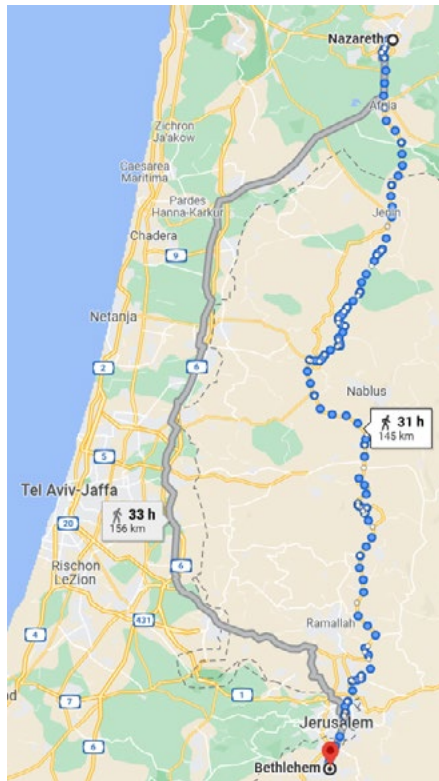 Nazareth
Afula
Zichron
Ja'akow
Caesarea
Maritima
Pardes
Hanna-Karkur
Jenin
Chadera
9
Netanja
6
2
Nablus
31 h
145 km
5
Tel Aviv-Jaffa
33 h
156 km
20
6
Rischon
LeZion
431
Ramallah
4
1
7
Jerusalem
6
Bethlehem